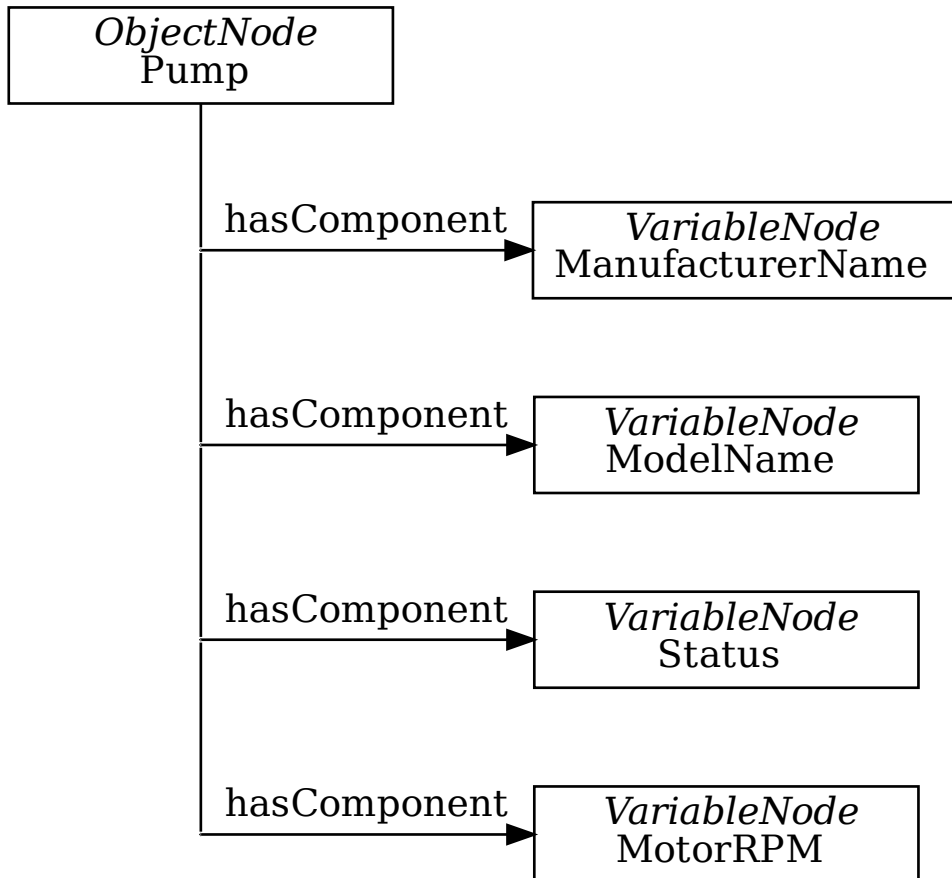 ObjectNode
Pump
hasComponent
VariableNode
ManufacturerName
hasComponent
VariableNode
ModelName
hasComponent
VariableNode
Status
hasComponent
VariableNode
MotorRPM